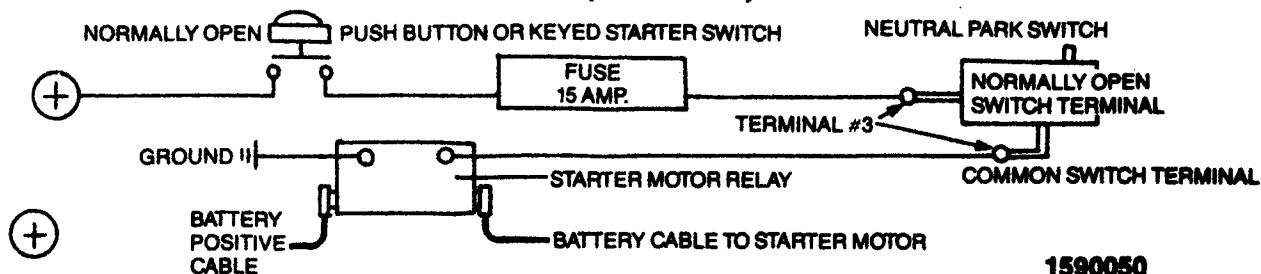 NORMALLY OPEN
PUSH BUTTON OR KEYED STARTER SWITCH
NEUTRAL PARK SWITCH
FUSE
15 AMP.
NORMALLY OPEN
SWITCH TERMINAL
TERMINAL #3
GROUND
STARTER MOTOR RELAY
COMMON SWITCH TERMINAL
BATTERY
POSITIVE
CABLE
BATTERY CABLE TO STARTER MOTOR
1590050